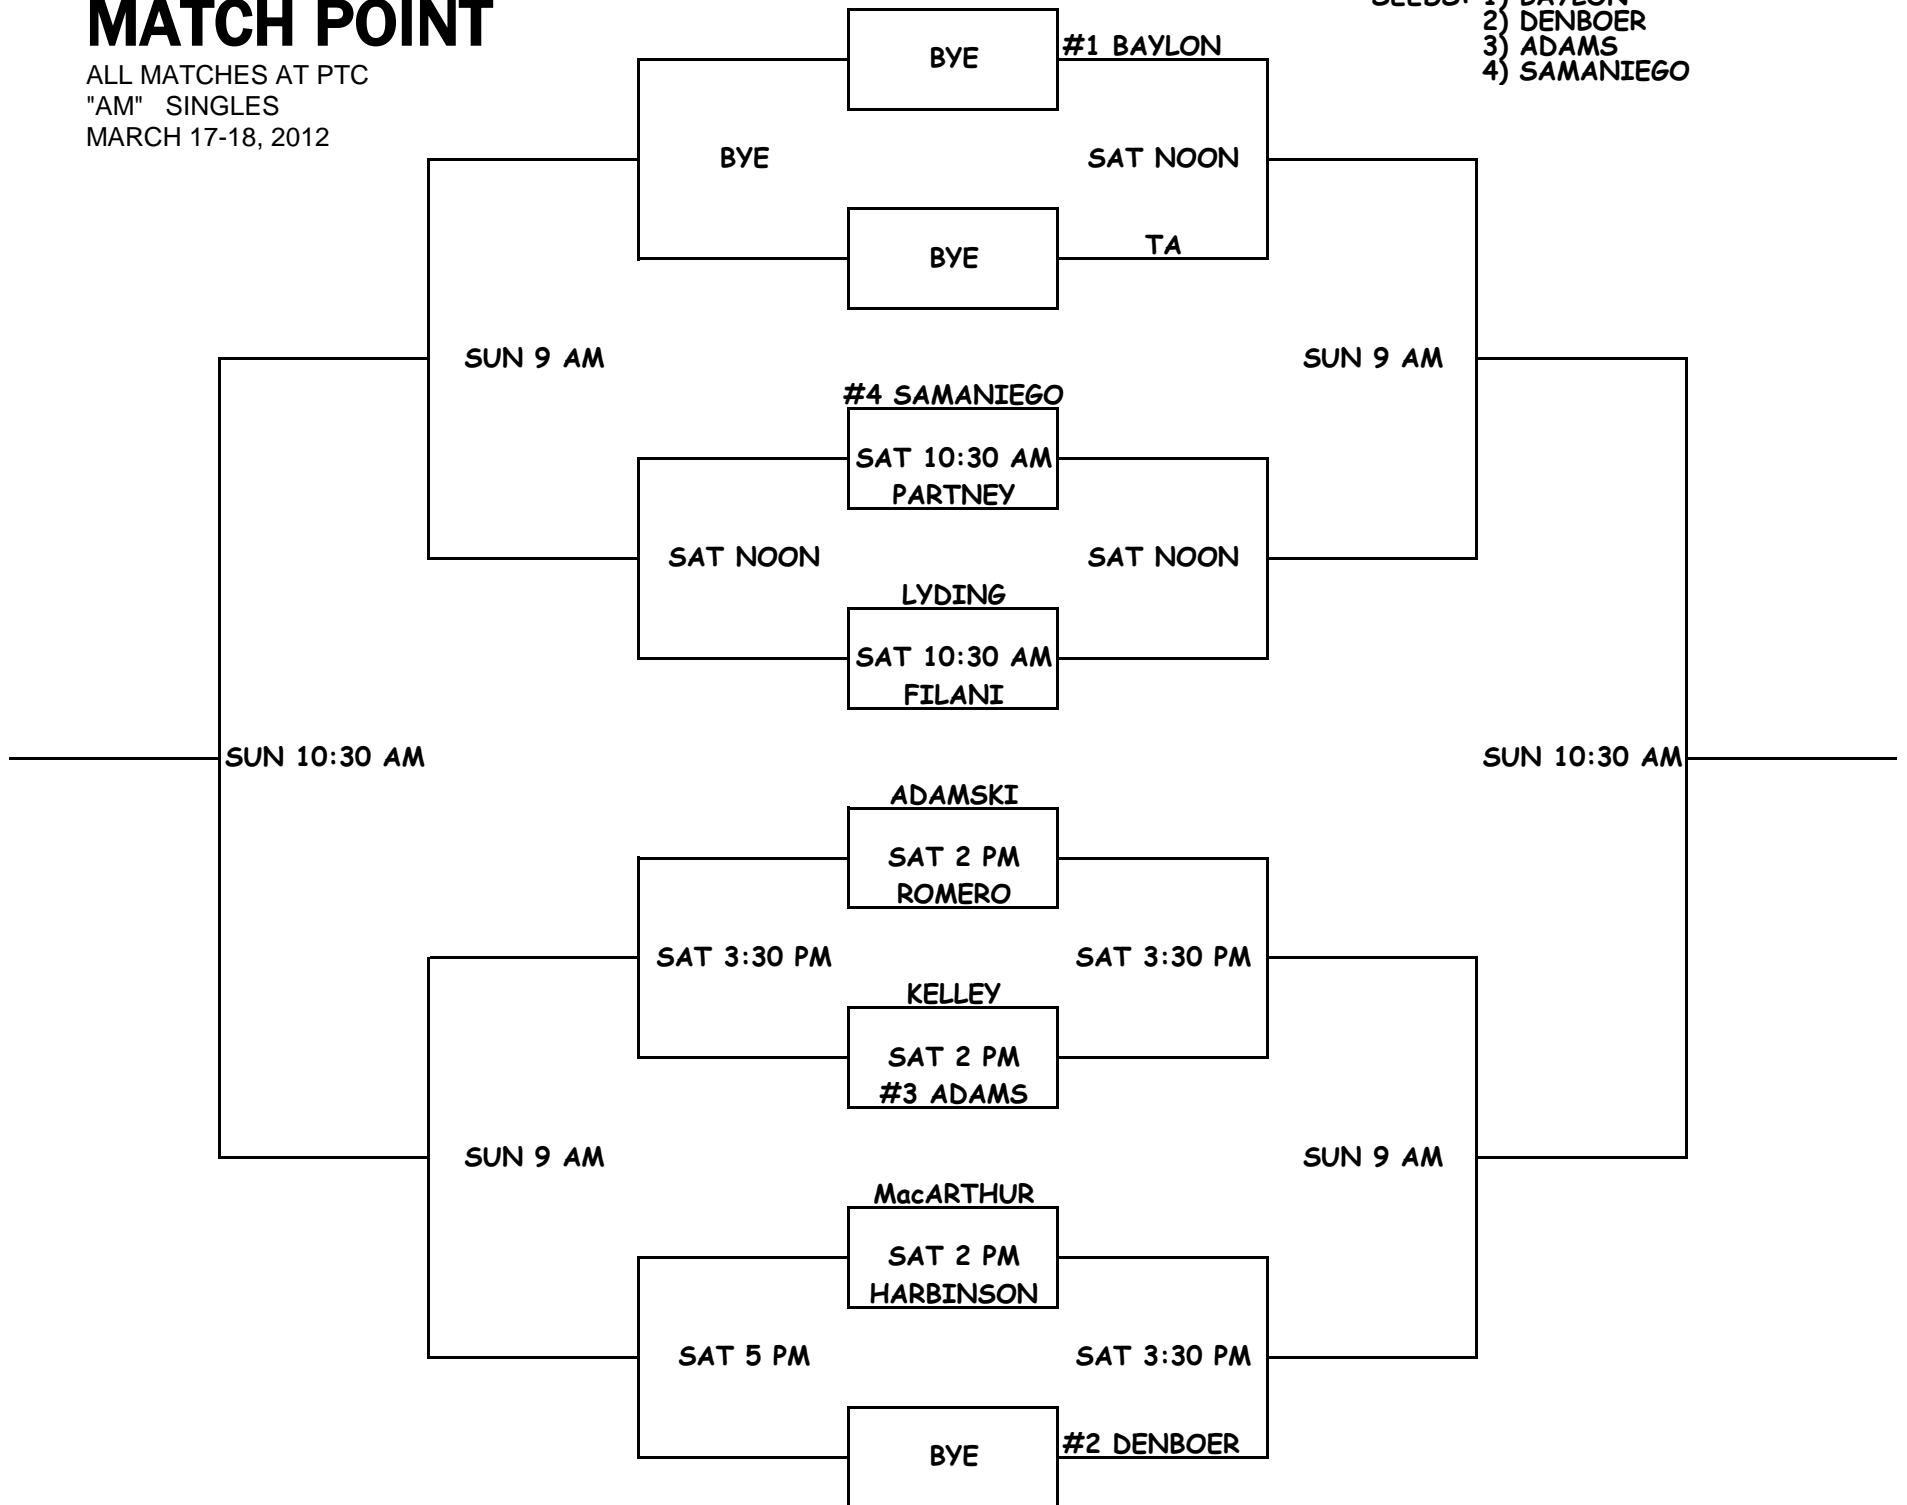 MATCH POINT
ALL MATCHES AT PTC
"AM" SINGLES
MARCH 17-18, 2012
SEEDS: 1) BAYLON
2) DENBOER
3) ADAMS
4) SAMANIEGO
BYE
#1 BAYLON
BYE
SAT NOON
BYE
TA
SUN 9 AM
SUN 9 AM
#4 SAMANIEGO
SAT 10:30 AM
PARTNEY
SAT NOON
SAT NOON
LYDING
SAT 10:30 AM
FILANI
SUN 10:30 AM
SUN 10:30 AM
ADAMSKI
SAT 2 PM
ROMERO
SAT 3:30 PM
SAT 3:30 PM
KELLEY
SAT 2 PM
#3 ADAMS
SUN 9 AM
SUN 9 AM
MacARTHUR
SAT 2 PM
HARBINSON
SAT 5 PM
SAT 3:30 PM
BYE
#2 DENBOER